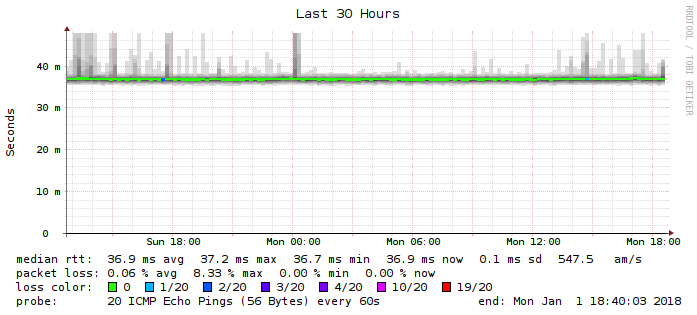 Last 30 Hours
RRDTOOL / TOBI OETIKER
Seconds
40 m
30 m
20 m
10 m
0
Sun 18:00 Mon 00:00 Mon 06:00 Mon 12:00 Mon 18:00
median rtt: 36.9 ms avg 37.2 ms max 36.7 ms min 36.9 ms now 0.1 ms sd 547.5 am/s
packet loss: 0.06 % avg 8.33 % max 0.00 % min 0.00 % now
loss color: 0 1/20 2/20 3/20 4/20 10/20 19/20
probe: 20 ICMP Echo Pings (56 Bytes) every 60s end: Mon Jan 1 18:40:03 2018